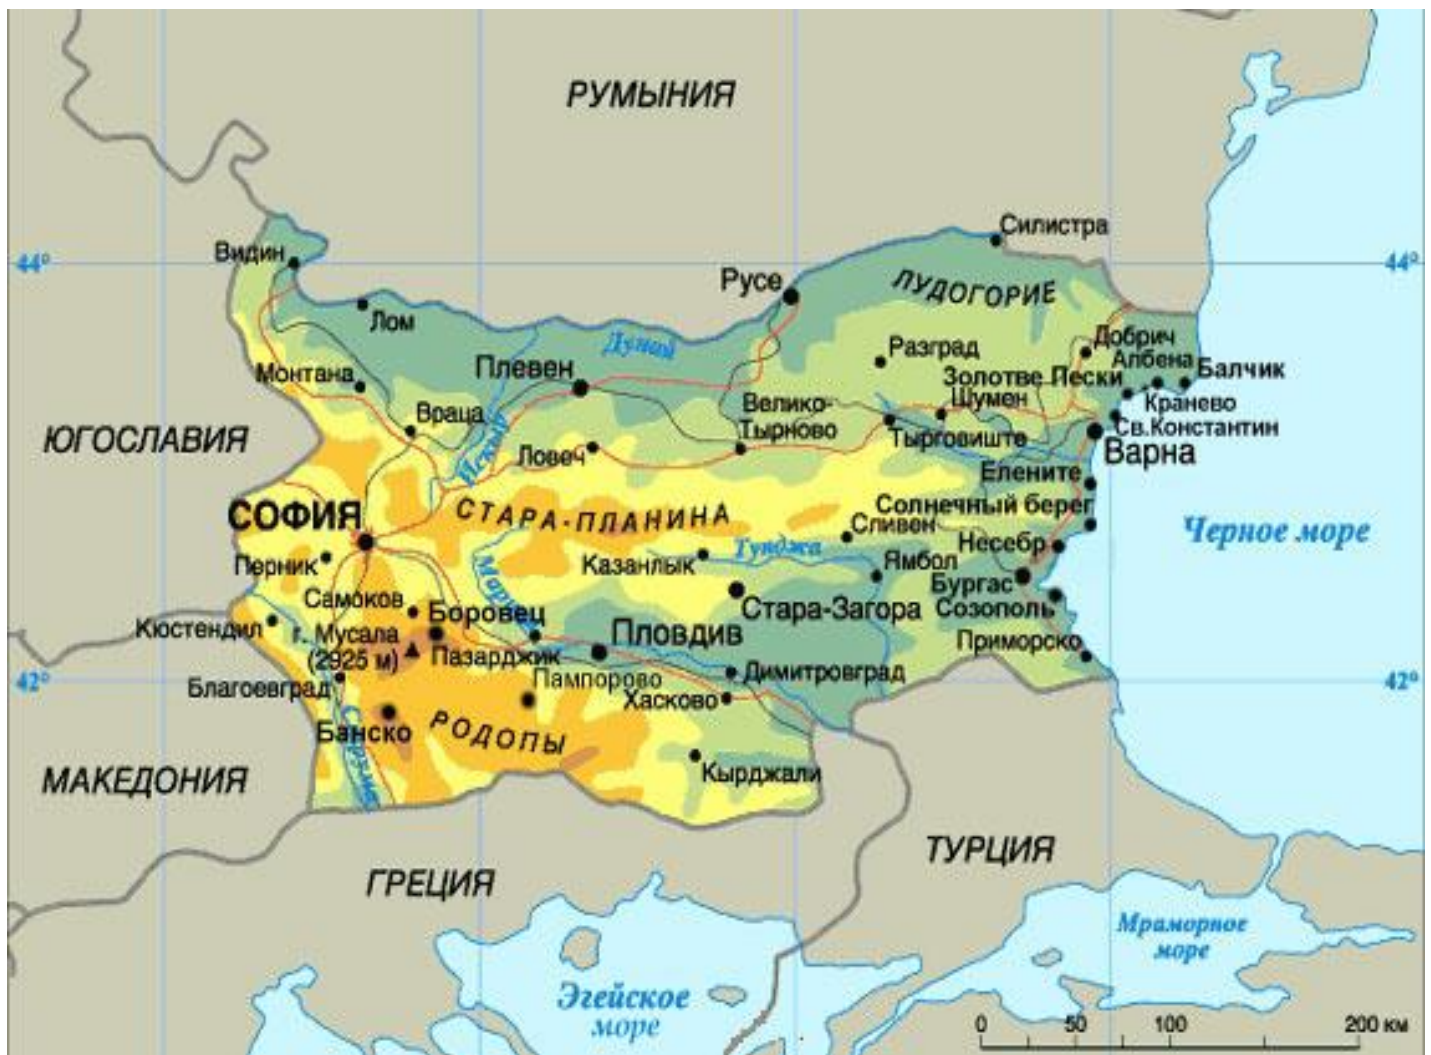 РУМЫНИЯ
Силистра
Видин
44°
44°
Русе
ЛУДОГОРИЕ
Лом
Дунай
Добрич
Разград
Албена
Плевен
Балчик
Монтана
Золотве Пески
Шумен
Кранево
Велико-
Тырново
Враца
Св.Константин
Тырговиште
ЮГОСЛАВИЯ
Варна
Искыр
Ловеч
Елените
СОФИЯ
СТАРА-ПЛАНИНА
Солнечный берег
Сливен
Черное море
Тунджа
Несебр
Перник
Казанлык
Ямбол
Бургас
Марица
Самоков
Стара-Загора
Созополь
Боровец
Кюстендил
г. Мусала
(2925 м)
Пловдив
Приморско
Пазарджик
Пампорово
Димитровград
42°
42°
Благоевград
Хасково
Банско
Струма
РОДОПЫ
Кырджали
МАКЕДОНИЯ
ТУРЦИЯ
ГРЕЦИЯ
Мраморное
море
Эгейское
море
0 50 100 200 км